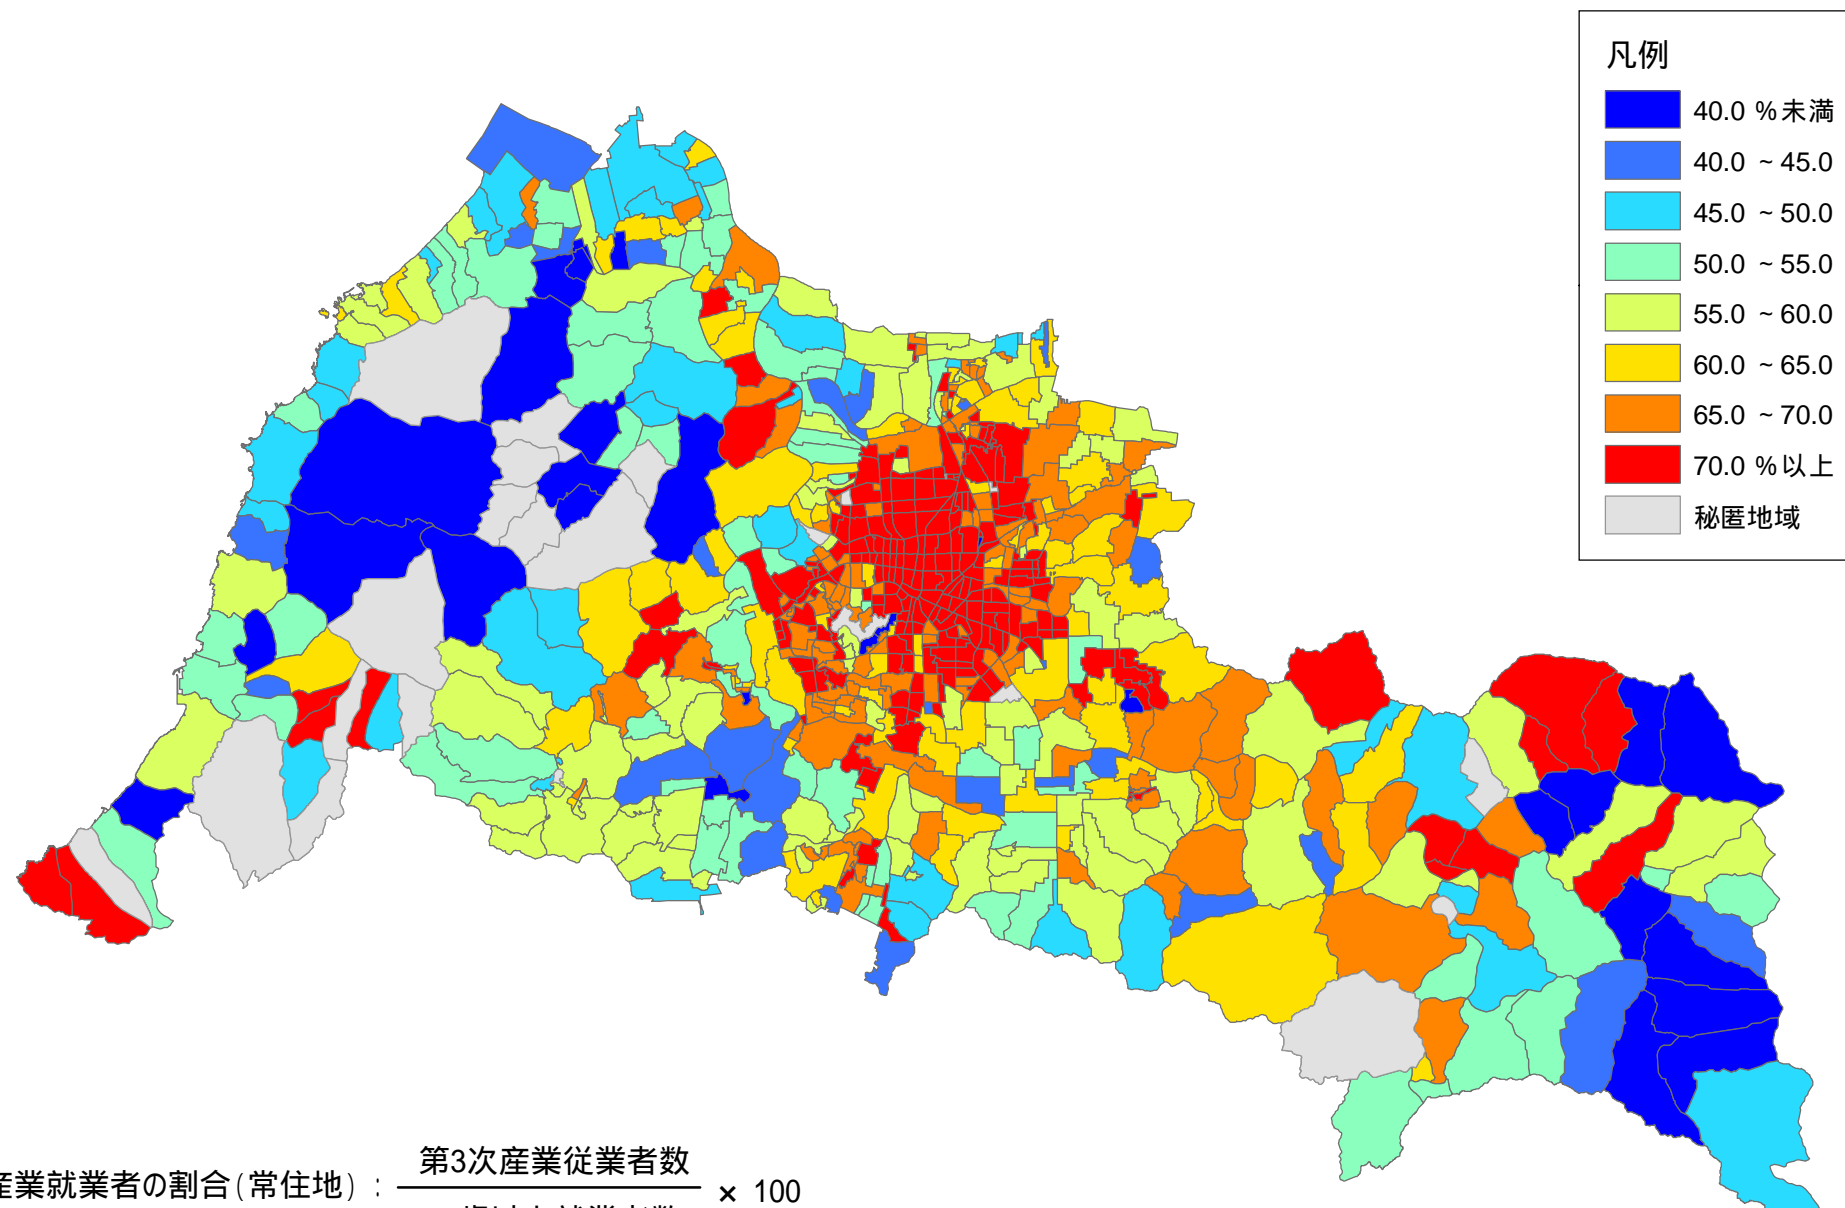 凡例
40.0 %未満
40.0 ~ 45.0
45.0 ~ 50.0
50.0 ~ 55.0
55.0 ~ 60.0
60.0 ~ 65.0
65.0 ~ 70.0
70.0 %以上
秘匿地域
第3次産業従業者数
産業就業者の割合(常住地) : × 100